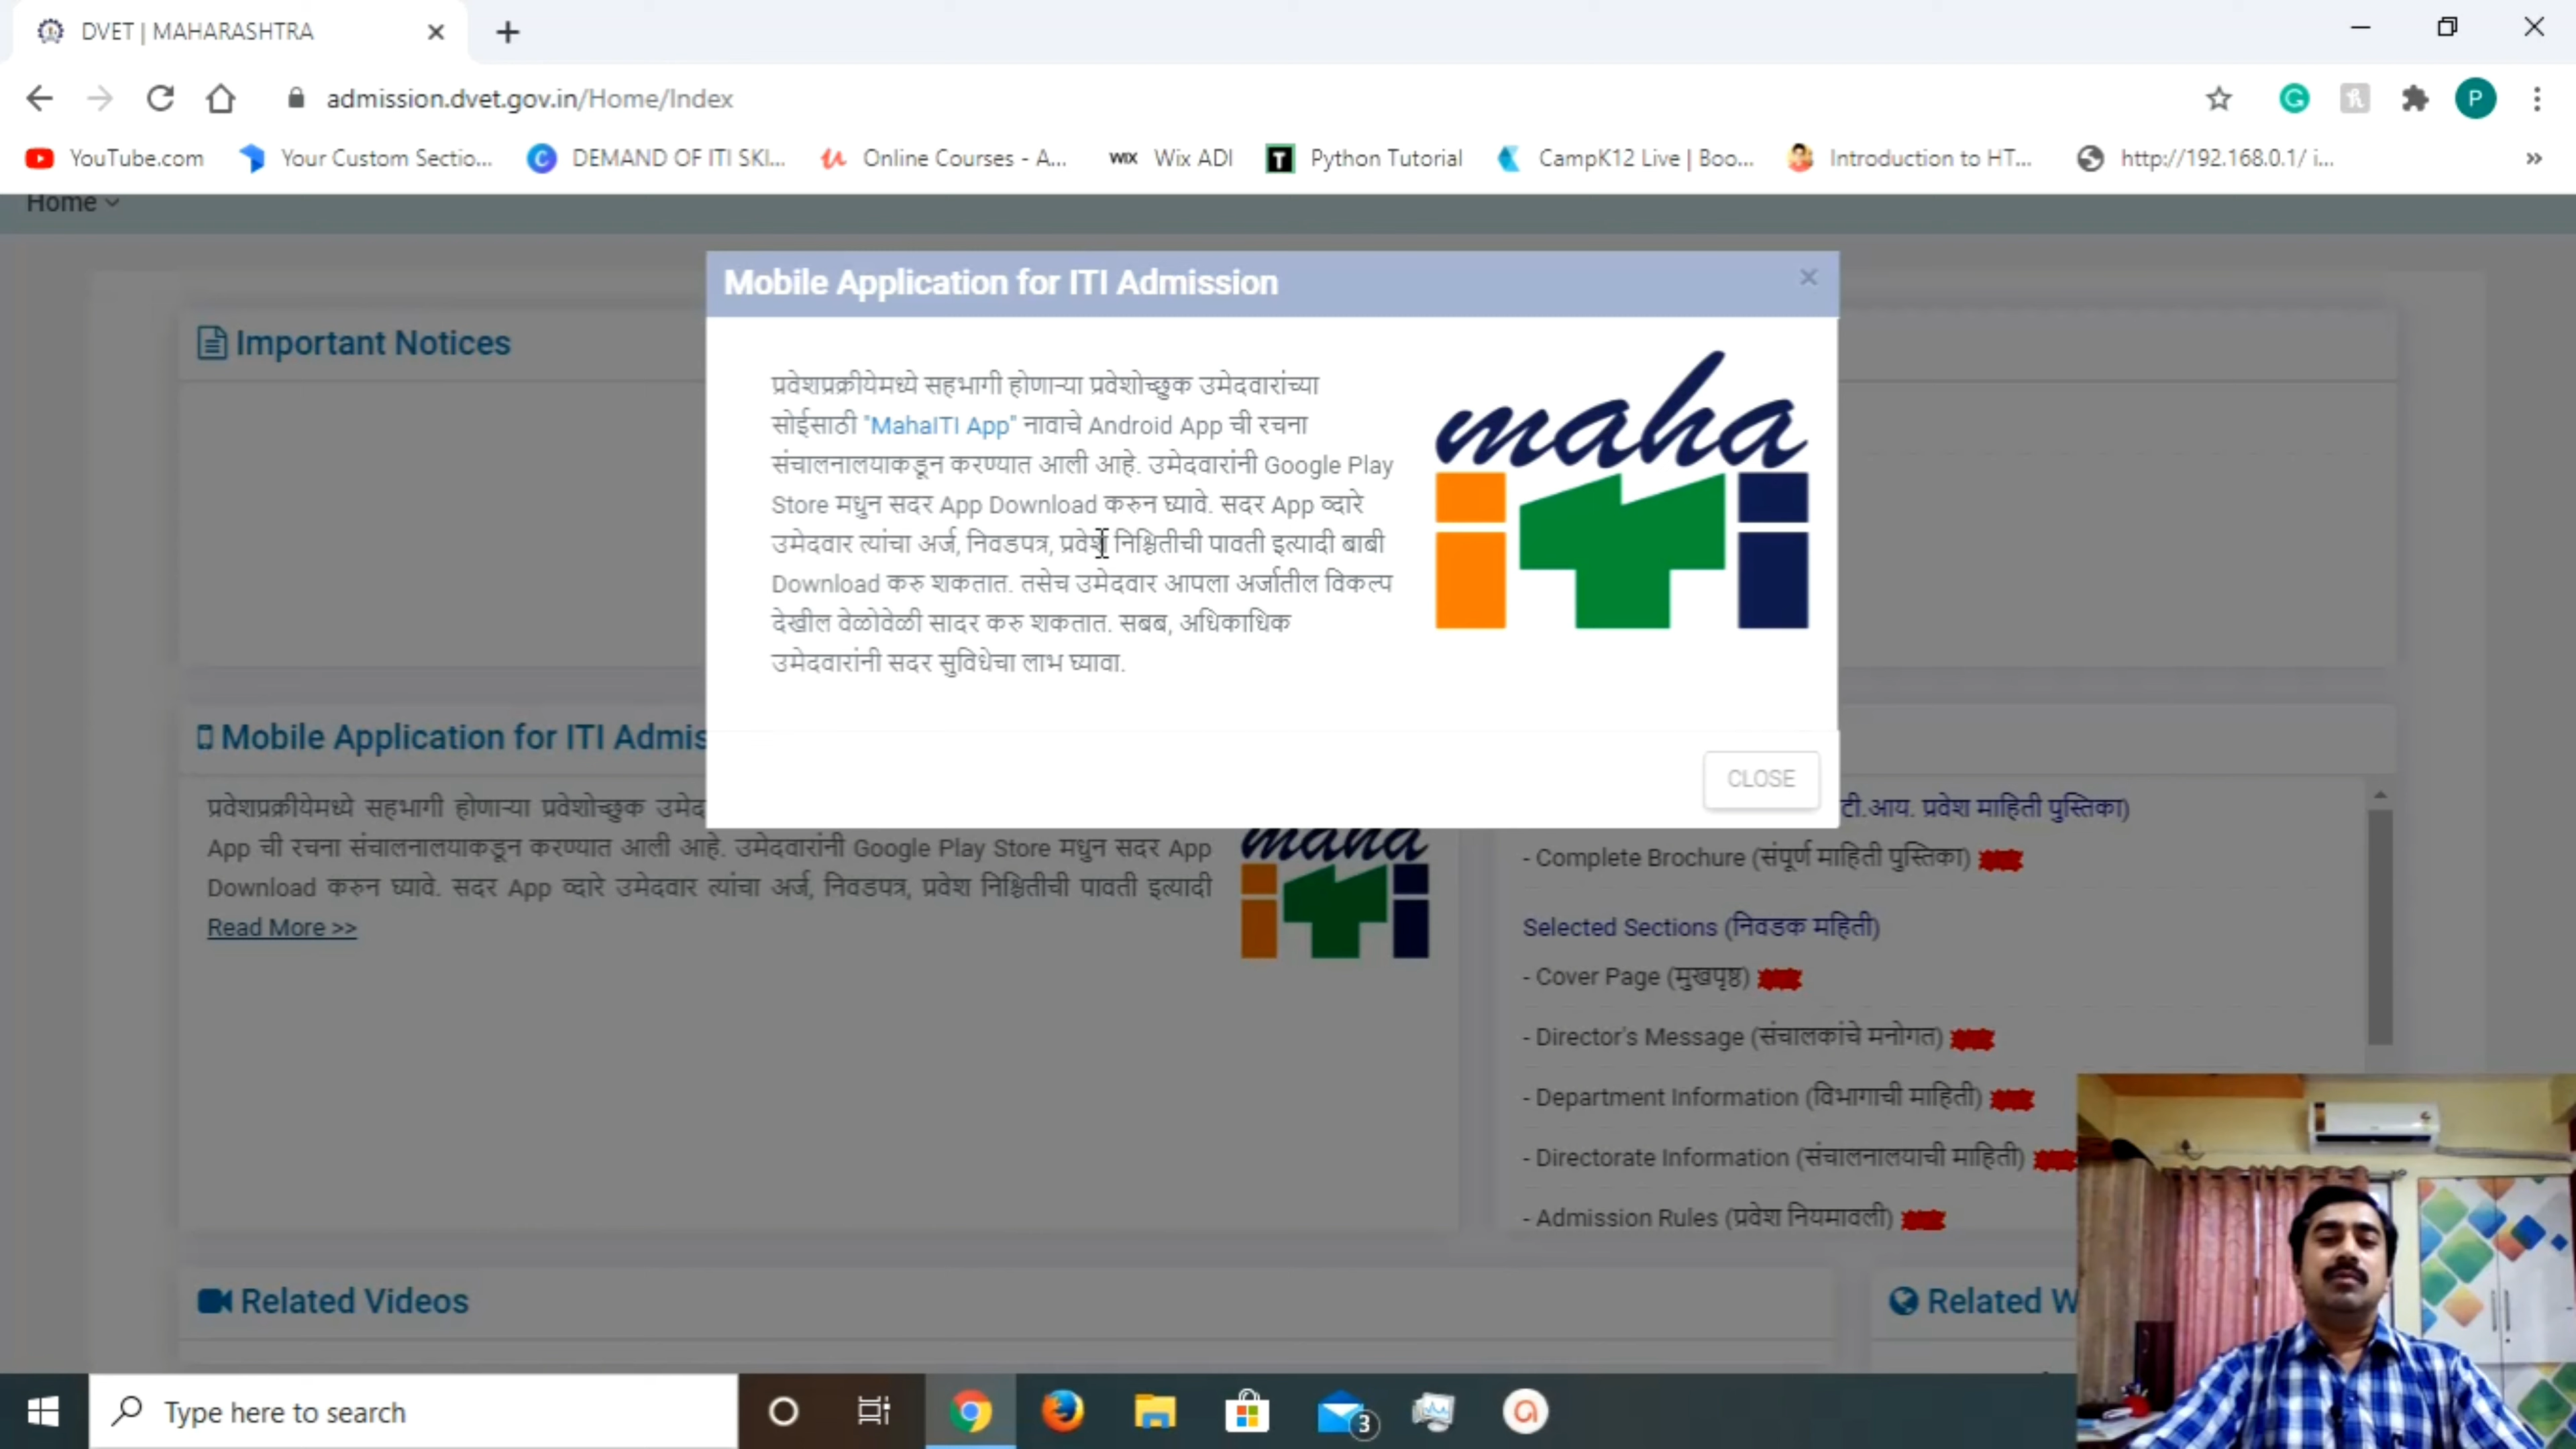 DVET | MAHARASHTRA
admission.dvet.gov.in/Home/Index
YouTube.com
Your Custom Sectio...
DEMAND OF ITI SKI...
Online Courses - A...
WIX Wix ADI
Python Tutorial
CampK12 Live | Boo...
Introduction to HT...
http://192.168.0.1/ i...
Home
Important Notices
Mobile Application for ITI Admission
प्रवेशप्रक्रीयेमध्ये सहभागी होणाऱ्या प्रवेशोच्छुक उमेदवारांच्या
सोईसाठी "MahaITI App" नावाचे Android App ची रचना
संचालनालयाकडून करण्यात आली आहे. उमेदवारांनी Google Play
Store मधुन सदर App Download करुन घ्यावे. सदर App व्दारे
उमेदवार त्यांचा अर्ज, निवडपत्र, प्रवेश निश्चितीची पावती इत्यादी बाबी
Download करु शकतात. तसेच उमेदवार आपला अर्जातील विकल्प
देखील वेळोवेळी सादर करु शकतात. सबब, अधिकाधिक
उमेदवारांनी सदर सुविधेचा लाभ घ्यावा.
maha
iti
CLOSE
Mobile Application for ITI Admis
प्रवेशप्रक्रीयेमध्ये सहभागी होणाऱ्या प्रवेशोच्छुक उमेद
App ची रचना संचालनालयाकडून करण्यात आली आहे. उमेदवारांनी Google Play Store मधुन सदर App
Download करुन घ्यावे. सदर App व्दारे उमेदवार त्यांचा अर्ज, निवडपत्र, प्रवेश निश्चितीची पावती इत्यादी
Read More >>
maha
iti
टी.आय. प्रवेश माहिती पुस्तिका)
- Complete Brochure (संपूर्ण माहिती पुस्तिका)
Selected Sections (निवडक महिती)
- Cover Page (मुखपृष्ठ)
- Director's Message (संचालकांचे मनोगत)
- Department Information (विभागाची माहिती)
- Directorate Information (संचालनालयाची माहिती)
- Admission Rules (प्रवेश नियमावली)
Related Videos
Related W
Type here to search
3